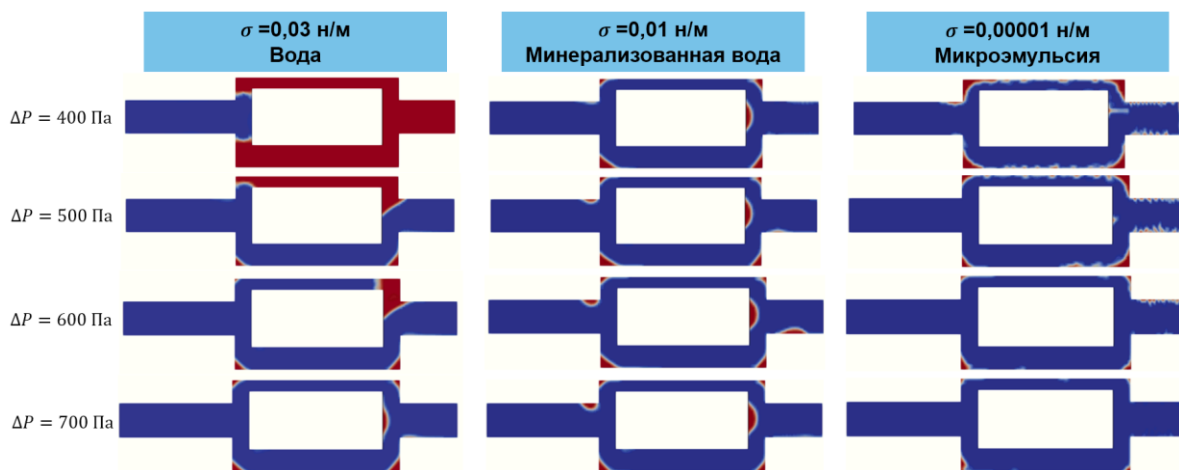 𝜎 =0,03 н/м
Вода
𝜎 =0,01 н/м
Минерализованная вода
𝜎 =0,00001 н/м
Микроэмульсия
Δ𝑃 = 400 Па
Δ𝑃 = 500 Па
Δ𝑃 = 600 Па
Δ𝑃 = 700 Па